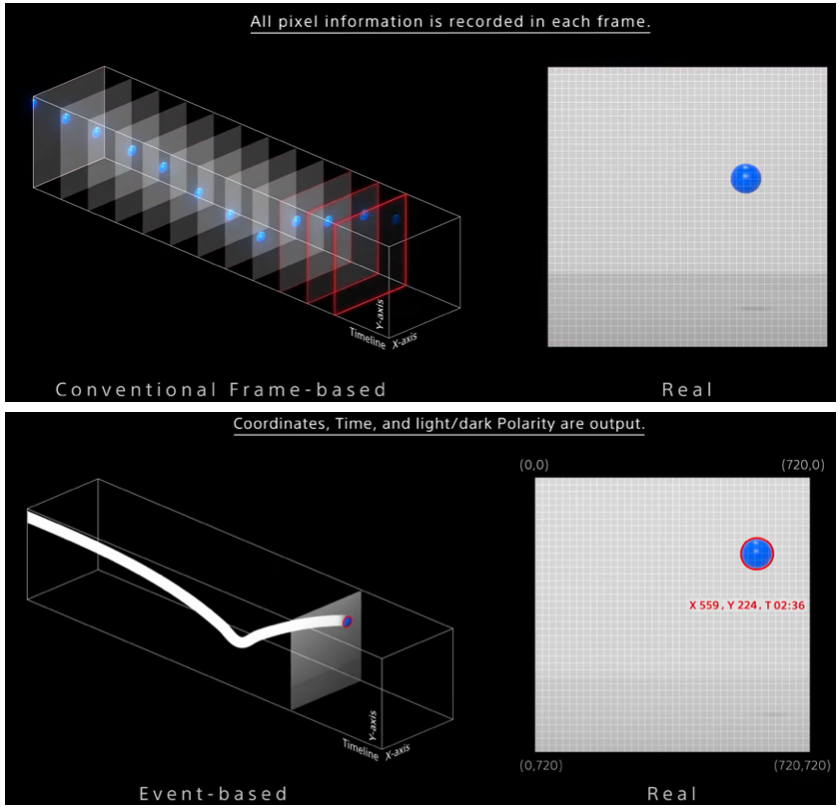 All pixel information is recorded in each frame.
Y-axis
Timeline X-axis
Conventional Frame-based
Real
Coordinates, Time, and light/dark Polarity are output.
(0,0)
(720,0)
X 559 , Y 224 , T 02:36
Y-axis
Timeline X-axis
(0,720)
(720,720)
Event-based
Real